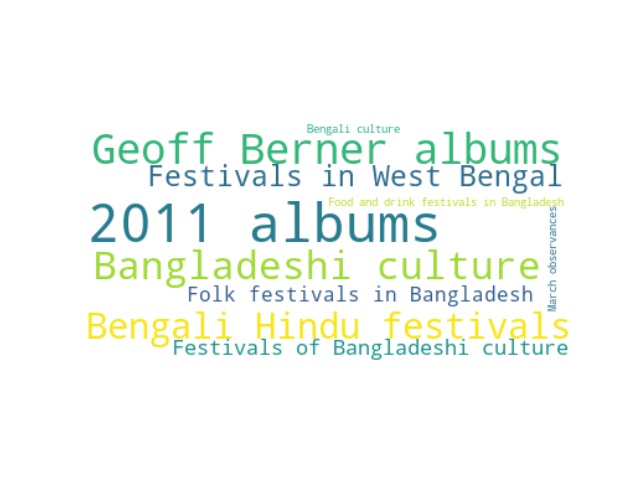 Bengali culture
Geoff Berner albums
Festivals in West Bengal
Food and drink festivals in Bangladesh
2011 albums
March observances
Bangladeshi culture
Folk festivals in Bangladesh
Bengali Hindu festivals
Festivals of Bangladeshi culture